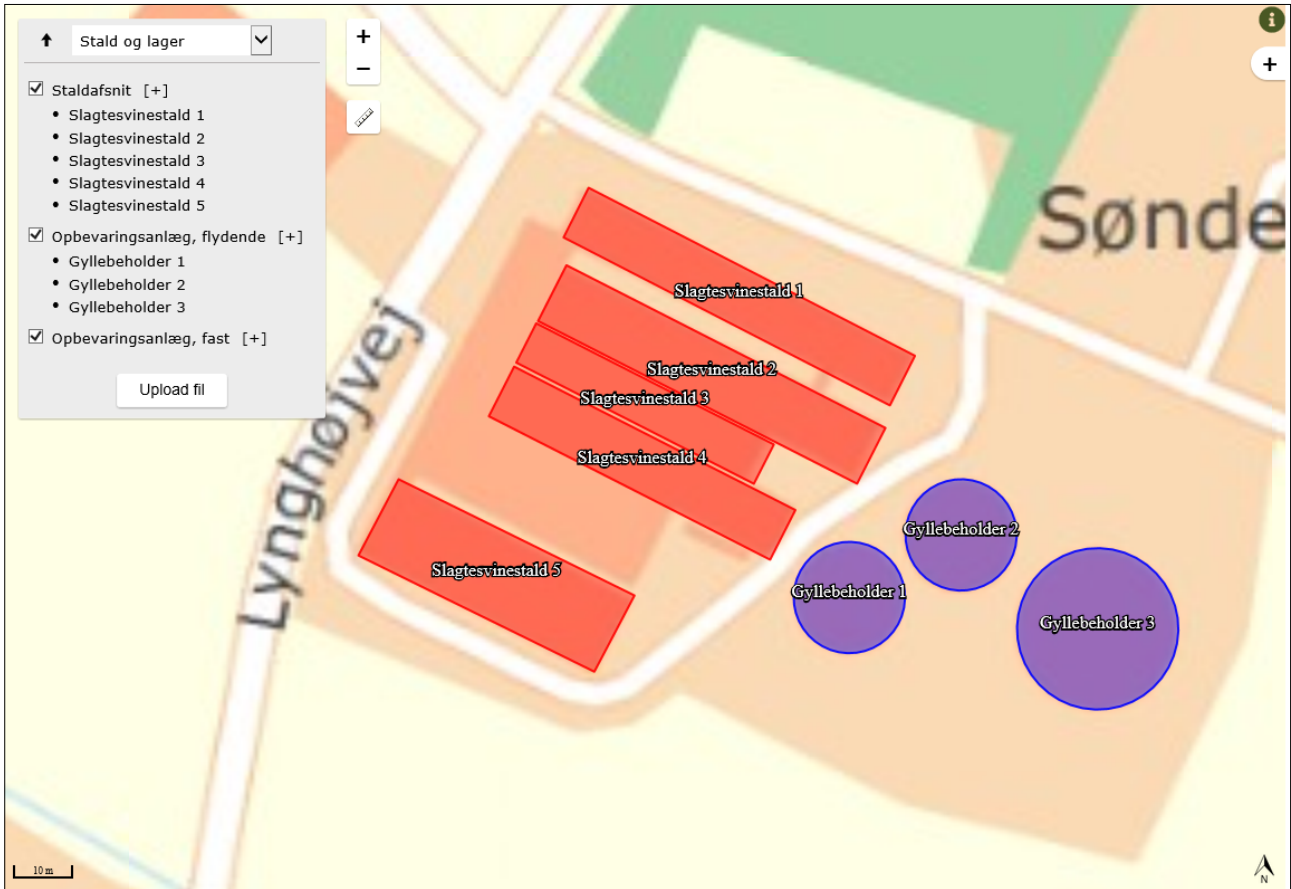 Stald og lager
Staldafsnit [+]
Slagtesvinestald 1
Slagtesvinestald 2
Slagtesvinestald 3
Slagtesvinestald 4
Slagtesvinestald 5
Opbevaringsanlæg, flydende [+]
Gyllebeholder 1
Gyllebeholder 2
Gyllebeholder 3
Opbevaringsanlæg, fast [+]
Upload fil
+
−
i
+
Sønde
Lynghøjvej
Slagtesvinestald 1
Slagtesvinestald 2
Slagtesvinestald 3
Slagtesvinestald 4
Slagtesvinestald 5
Gyllebeholder 2
Gyllebeholder 1
Gyllebeholder 3
10 m
N